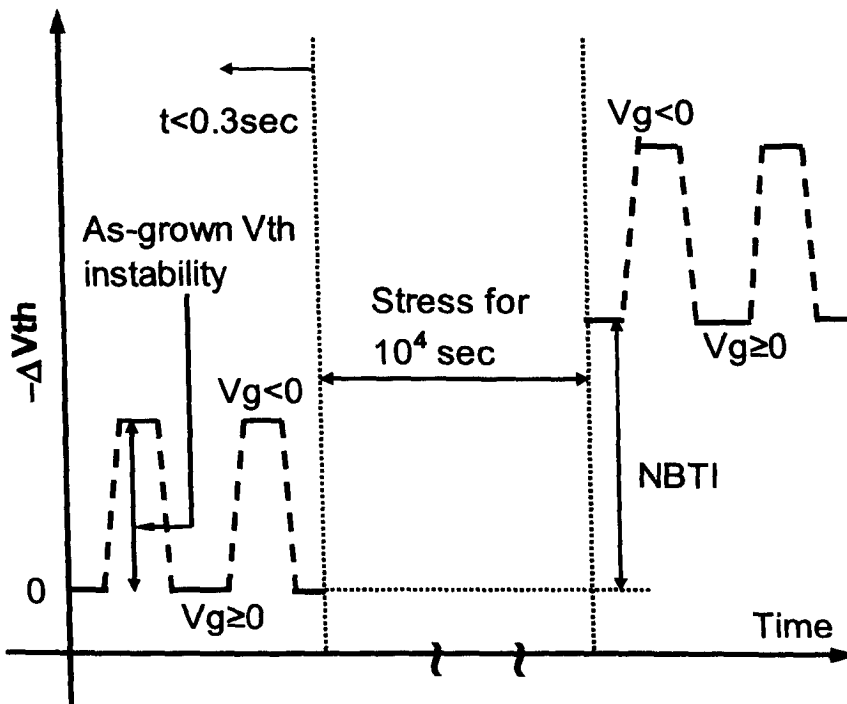 t<0.3sec
Vg<0
As-grown Vth
instability
Stress for
10⁴ sec
−ΔVth
Vg≥0
Vg<0
NBTI
0
Vg≥0
Time